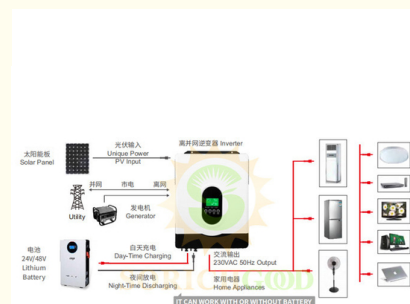 光伏输入
Unique Power
PV Input
离并网逆变器 Inverter
太阳能板
Solar Panel
并网
市电
离网
Utility
发电机
Generator
电池
24V/48V
Lithium
Battery
白天充电
Day-Time Charging
夜间放电
Night-Time Discharging
交流输出
230VAC 50Hz Output
家用电器
Home Appliances
IT CAN WORK WITH OR WITHOUT BATTERY